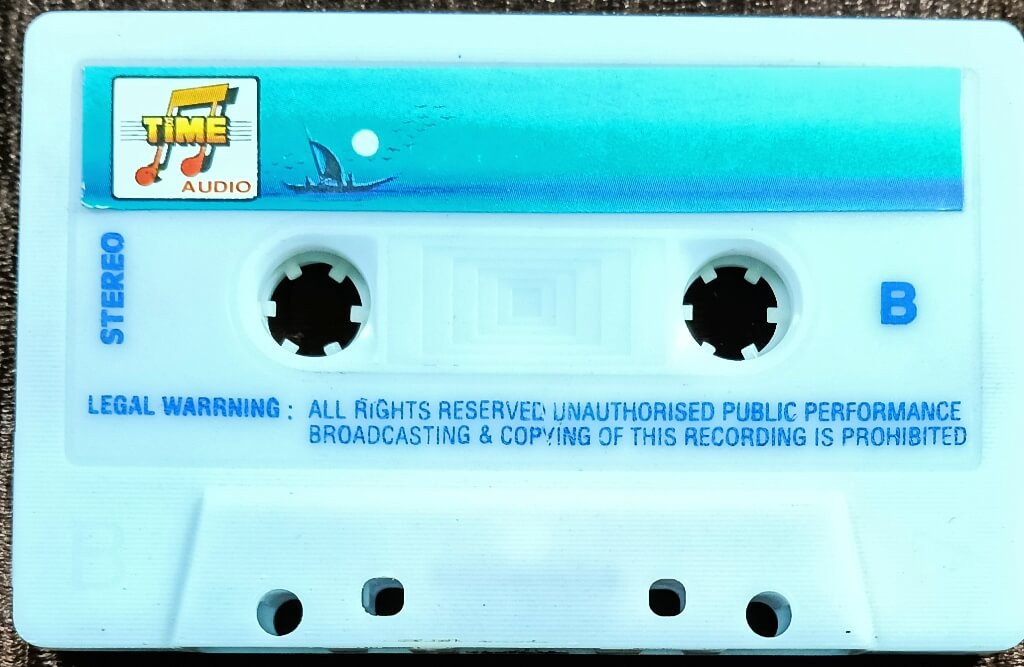 TIME
AUDIO
STEREO
B
LEGAL WARRNING : ALL RIGHTS RESERVED UNAUTHORISED PUBLIC PERFORMANCE
BROADCASTING & COPYING OF THIS RECORDING IS PROHIBITED
B